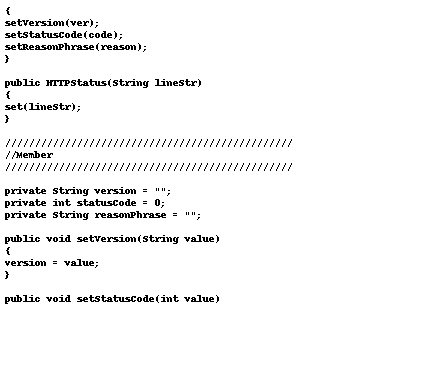 {
setVersion(ver);
setStatusCode(code);
setReasonPhrase(reason);
}
public HTTPStatus(String lineStr)
{
set(lineStr);
}
////////////////////////////////////////////////
//Member
////////////////////////////////////////////////
private String version = "";
private int statusCode = 0;
private String reasonPhrase = "";
public void setVersion(String value)
{
version = value;
}
public void setStatusCode(int value)